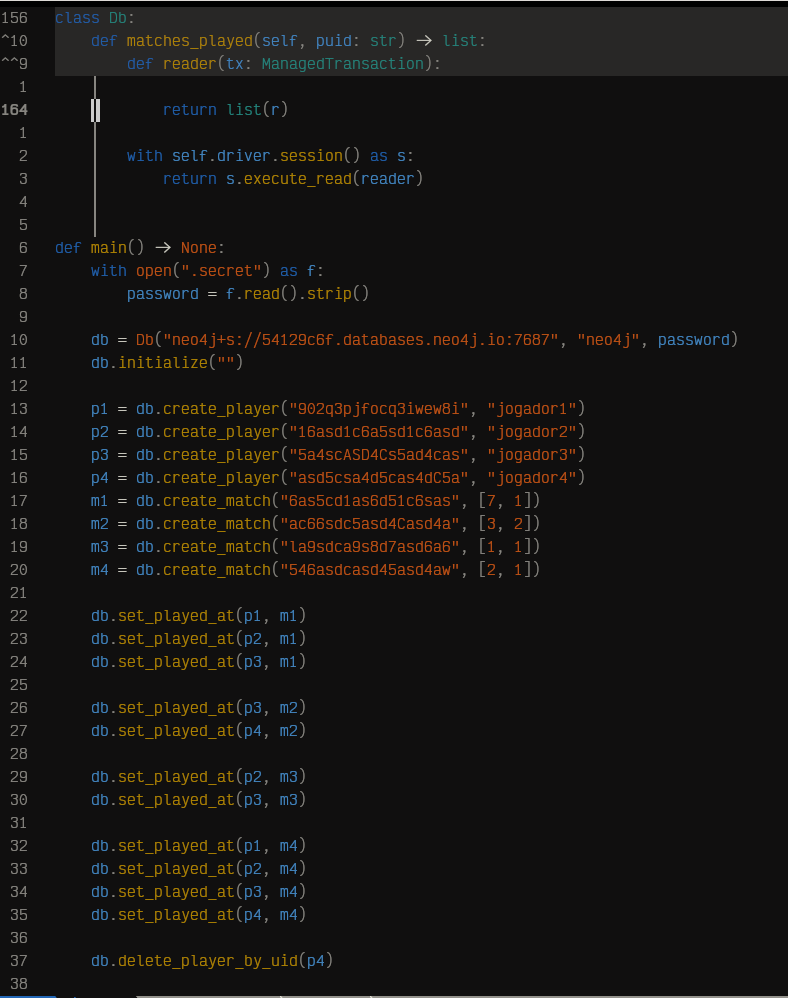 156 class Db:
^10     def matches_played(self, puid: str) → list:
^^9         def reader(tx: ManagedTransaction):
1
164             return list(r)
1
2         with self.driver.session() as s:
3             return s.execute_read(reader)
4
5
6 def main() → None:
7     with open(".secret") as f:
8         password = f.read().strip()
9
10     db = Db("neo4j+s://54129c6f.databases.neo4j.io:7687", "neo4j", password)
11     db.initialize("")
12
13     p1 = db.create_player("902q3pjfocq3iwew8i", "jogador1")
14     p2 = db.create_player("16asd1c6a5sd1c6asd", "jogador2")
15     p3 = db.create_player("5a4scASD4Cs5ad4cas", "jogador3")
16     p4 = db.create_player("asd5csa4d5cas4dC5a", "jogador4")
17     m1 = db.create_match("6as5cd1as6d51c6sas", [7, 1])
18     m2 = db.create_match("ac66sdc5asd4Casd4a", [3, 2])
19     m3 = db.create_match("la9sdca9s8d7asd6a6", [1, 1])
20     m4 = db.create_match("546asdcasd45asd4aw", [2, 1])
21
22     db.set_played_at(p1, m1)
23     db.set_played_at(p2, m1)
24     db.set_played_at(p3, m1)
25
26     db.set_played_at(p3, m2)
27     db.set_played_at(p4, m2)
28
29     db.set_played_at(p2, m3)
30     db.set_played_at(p3, m3)
31
32     db.set_played_at(p1, m4)
33     db.set_played_at(p2, m4)
34     db.set_played_at(p3, m4)
35     db.set_played_at(p4, m4)
36
37     db.delete_player_by_uid(p4)
38